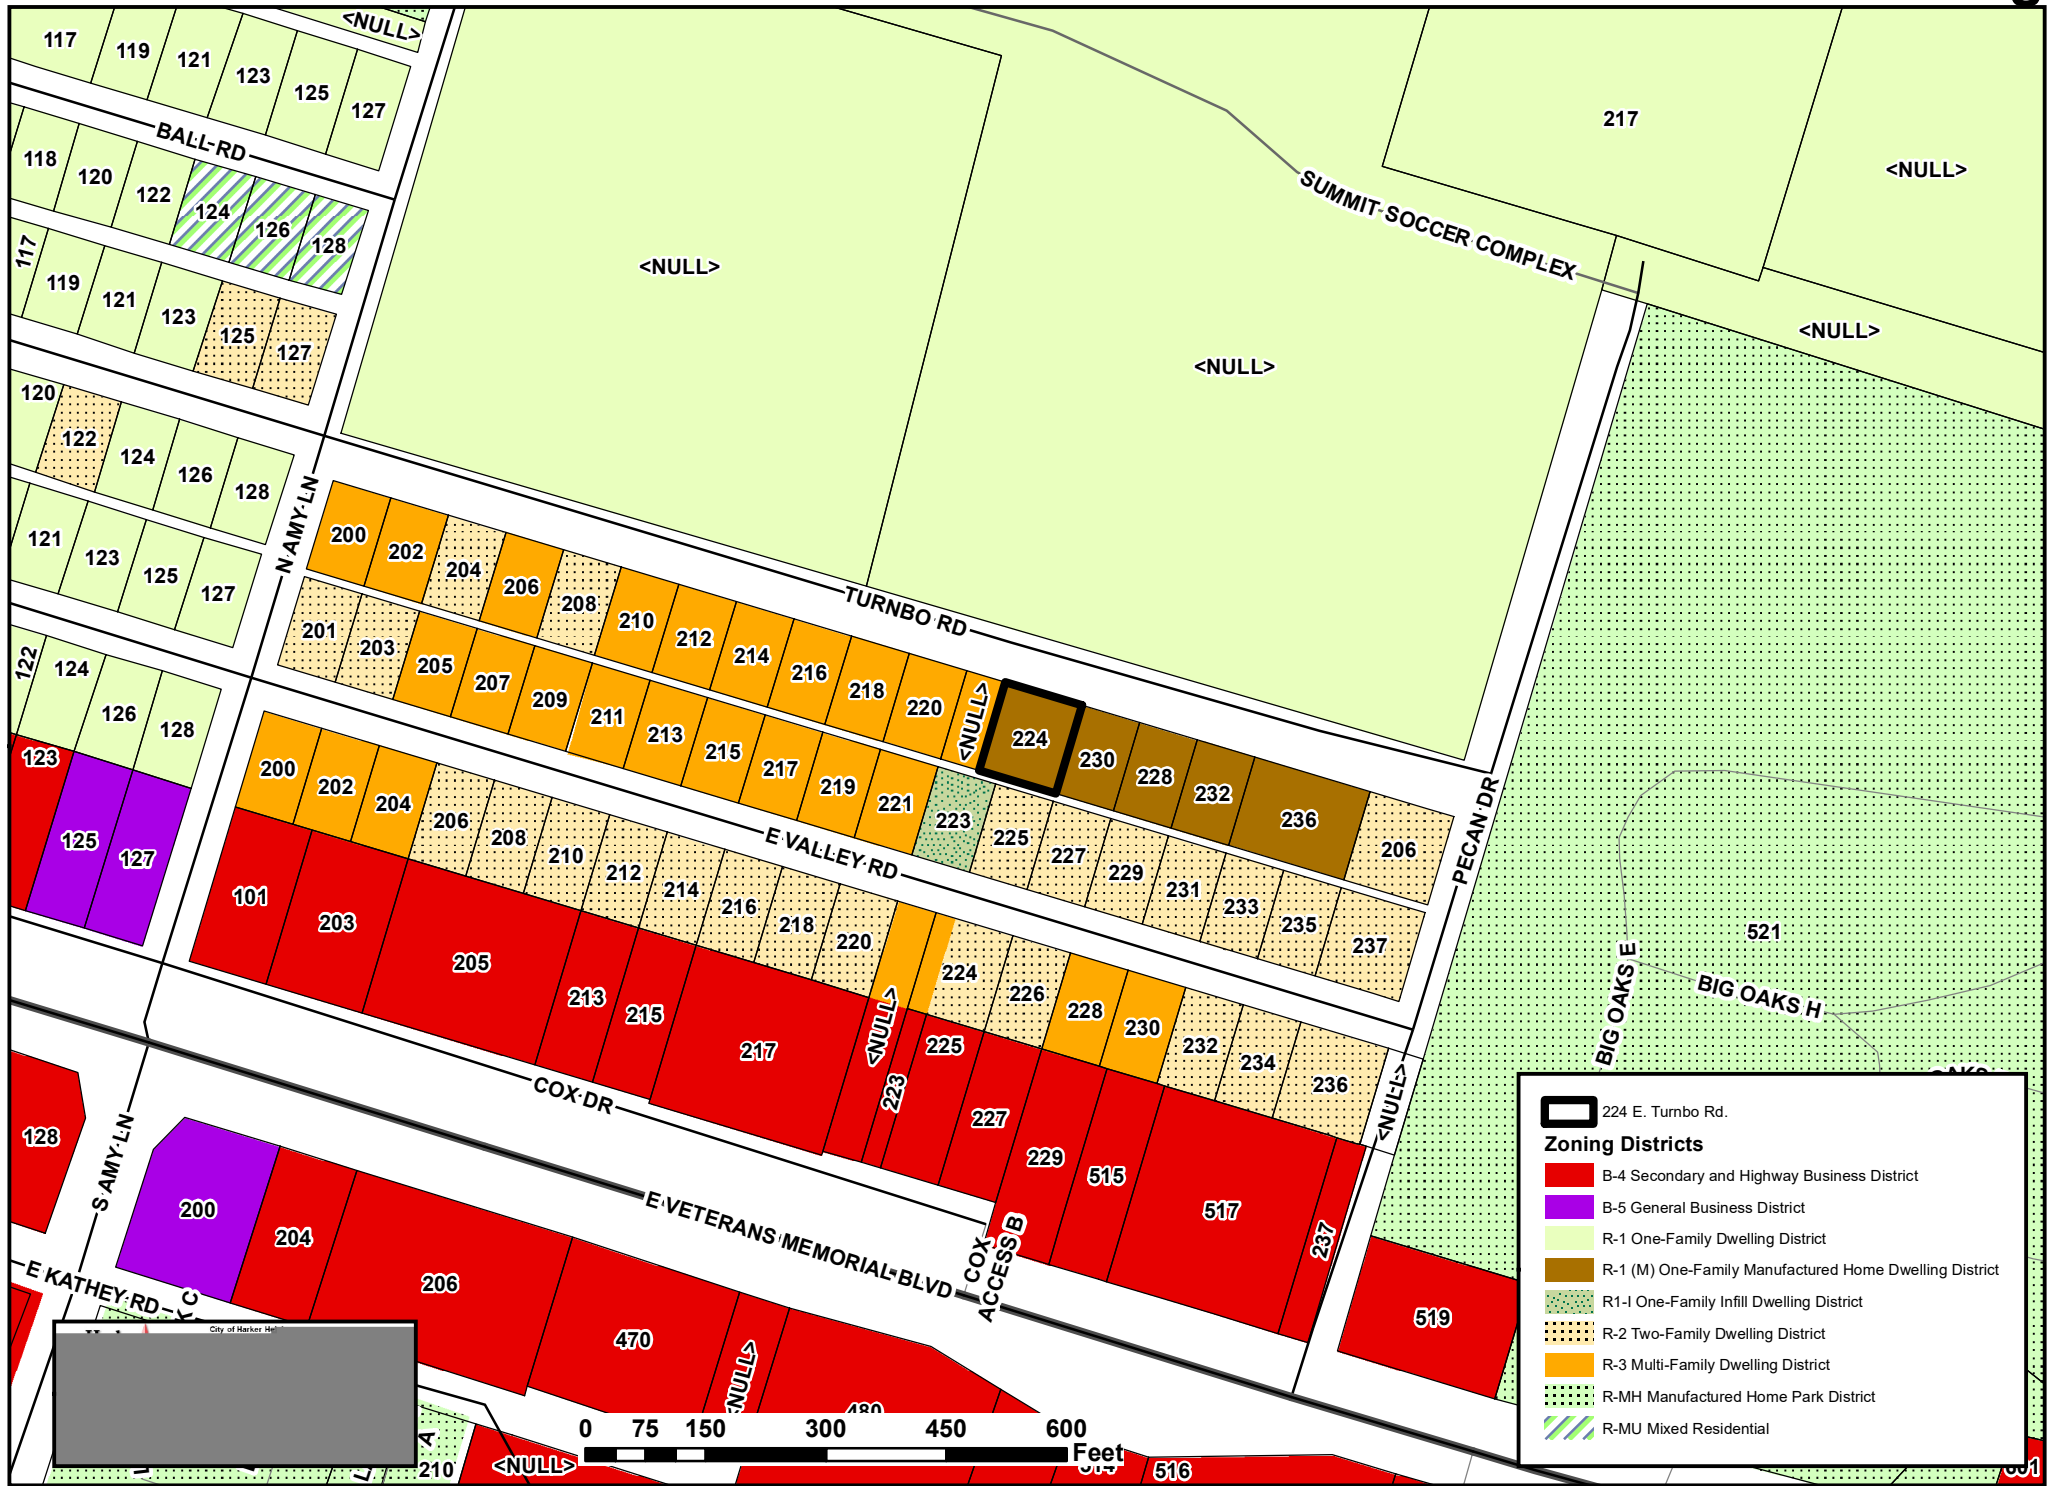 <NULL>
117
119
121
123
125
127
217
<NULL>
BALL RD
118
120
122
124
126
128
SUMMIT SOCCER COMPLEX
117
119
121
123
125
127
<NULL>
<NULL>
<NULL>
120
122
124
126
128
N AMY LN
121
123
125
127
200
202
204
206
208
210
212
214
216
218
220
<NULL>
224
230
228
232
236
206
TURNBO RD
PECAN DR
201
203
205
207
209
211
213
215
217
219
221
223
225
227
229
231
233
235
237
122
124
126
128
E VALLEY RD
123
125
127
200
202
204
206
208
210
212
214
216
218
220
224
226
228
230
232
234
236
<NULL>
101
203
205
213
215
217
<NULL>
223
225
227
229
515
517
237
519
521
BIG OAKS E
BIG OAKS H
COX DR
COX ACCESS B
E VETERANS MEMORIAL BLVD
S AMY LN
128
200
204
206
470
<NULL>
480
E KATHEY RD
K C
City of Harker Hei
A
210
<NULL>
516
0 75 150 300 450 600
Feet
224 E. Turnbo Rd.
Zoning Districts
B-4 Secondary and Highway Business District
B-5 General Business District
R-1 One-Family Dwelling District
R-1 (M) One-Family Manufactured Home Dwelling District
R1-I One-Family Infill Dwelling District
R-2 Two-Family Dwelling District
R-3 Multi-Family Dwelling District
R-MH Manufactured Home Park District
R-MU Mixed Residential